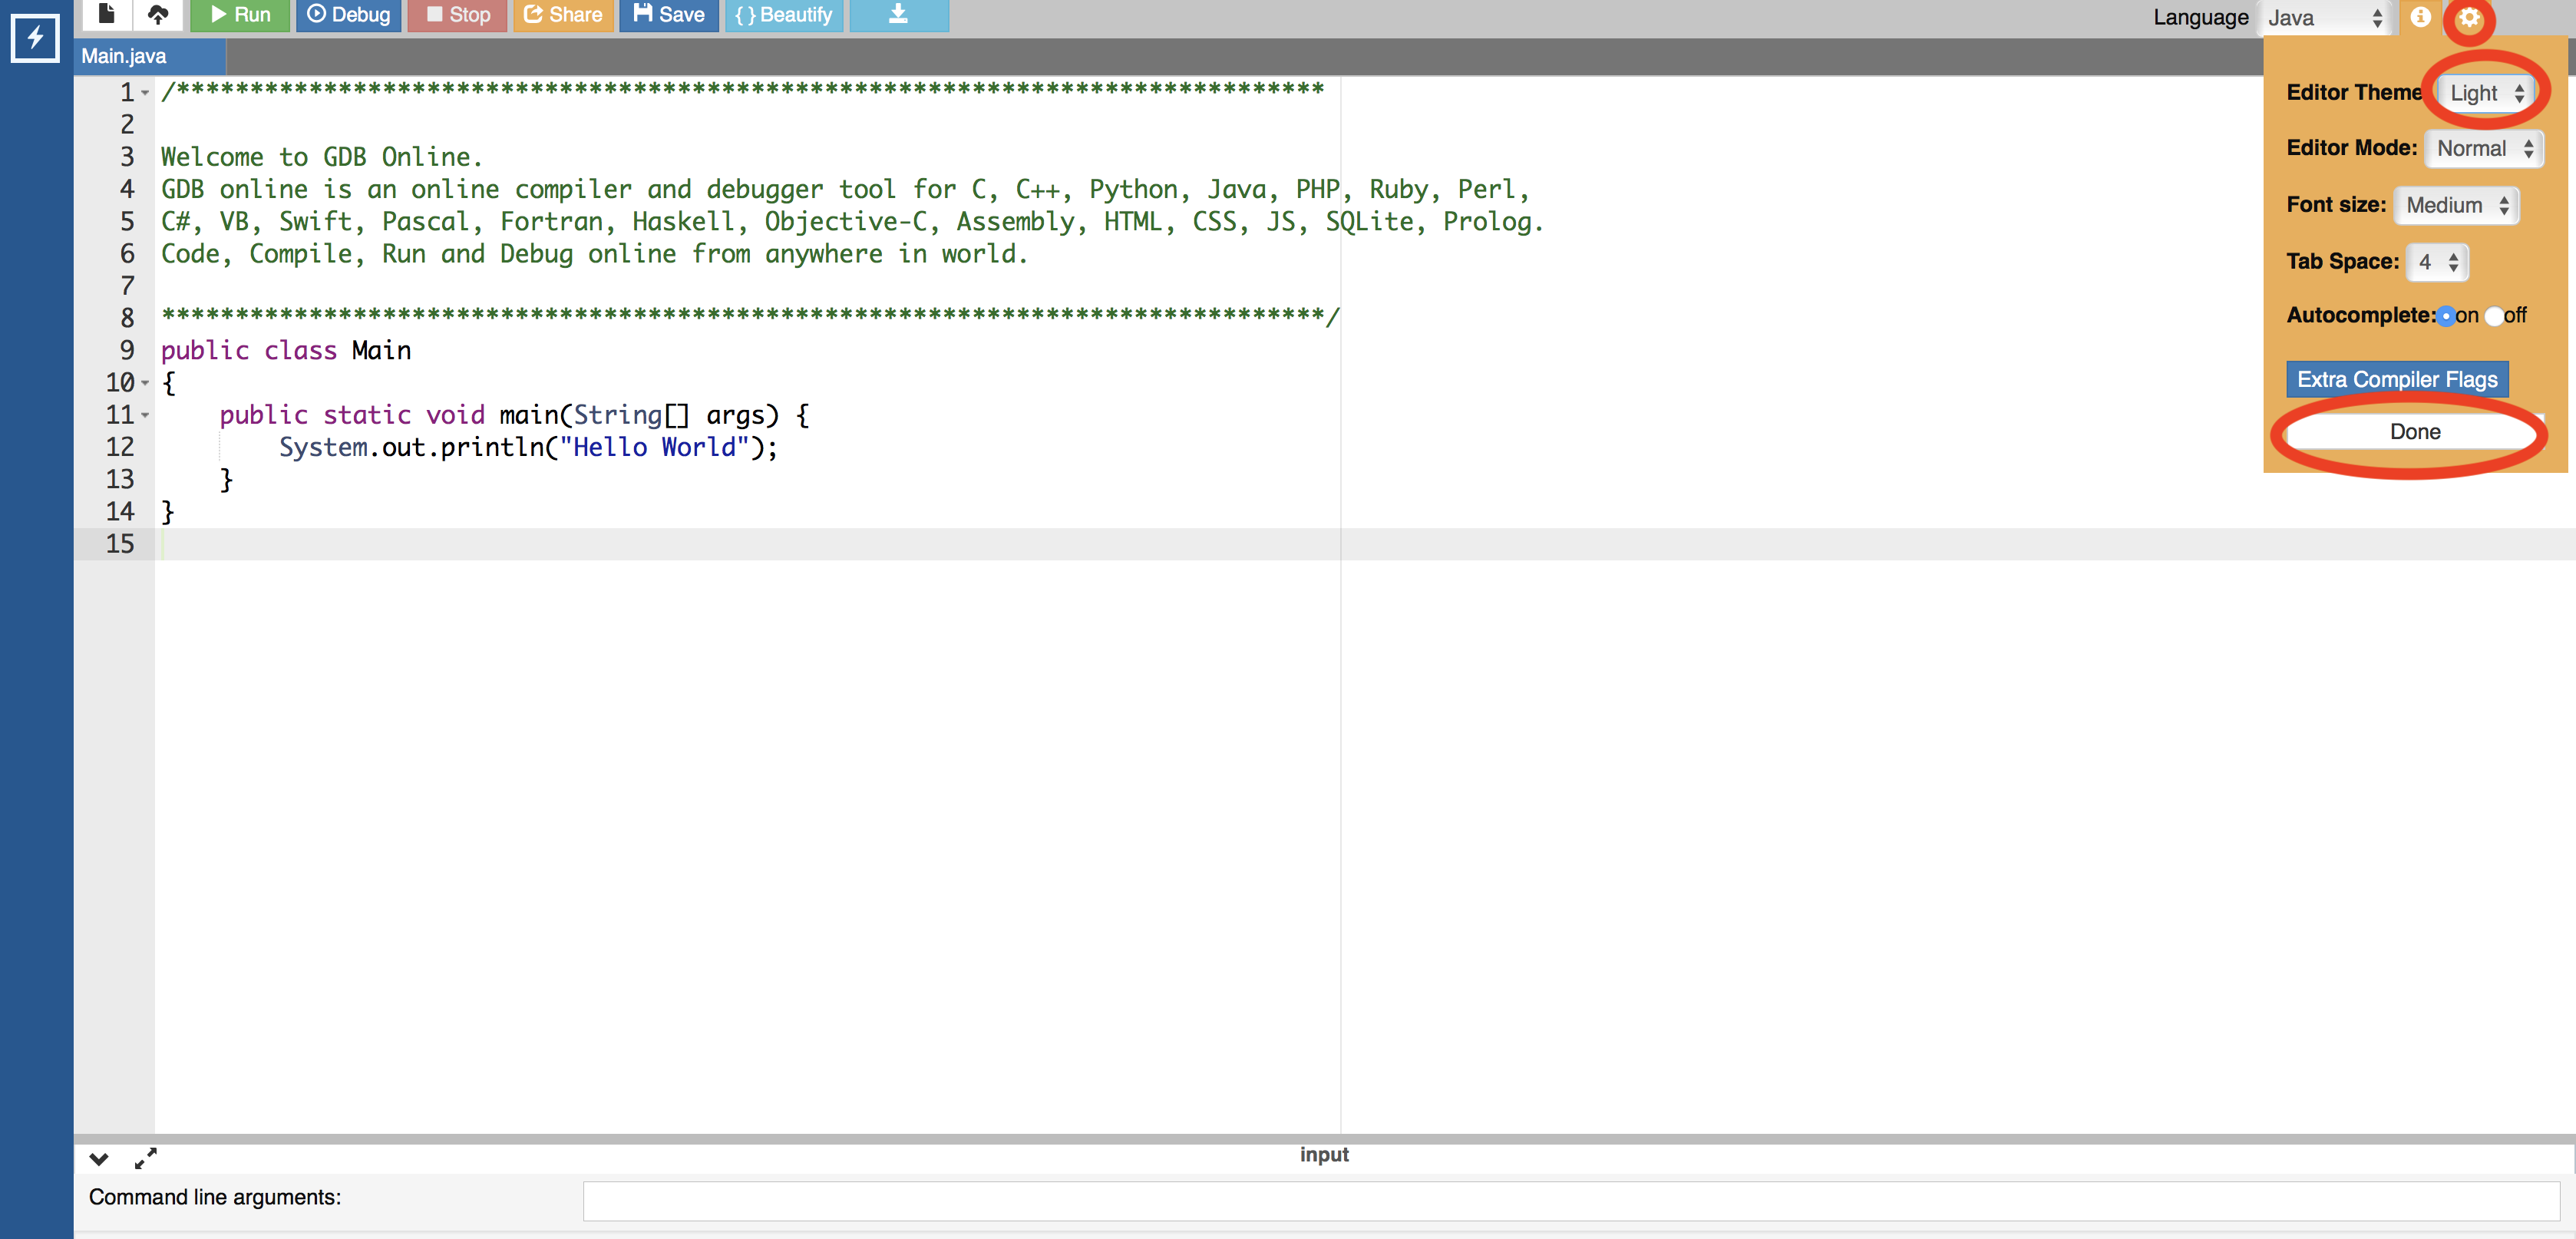 Run Debug Stop Share Save { } Beautify Language Java
Main.java
Editor Theme Light
Editor Mode: Normal
Font size: Medium
Tab Space: 4
Autocomplete: on off
Extra Compiler Flags
Done
1 /******************************************************************************
2
3 Welcome to GDB Online.
4 GDB online is an online compiler and debugger tool for C, C++, Python, Java, PHP, Ruby, Perl,
5 C#, VB, Swift, Pascal, Fortran, Haskell, Objective-C, Assembly, HTML, CSS, JS, SQLite, Prolog.
6 Code, Compile, Run and Debug online from anywhere in world.
7
8 *******************************************************************************/
9 public class Main
10 {
11     public static void main(String[] args) {
12         System.out.println("Hello World");
13     }
14 }
15
input
Command line arguments: